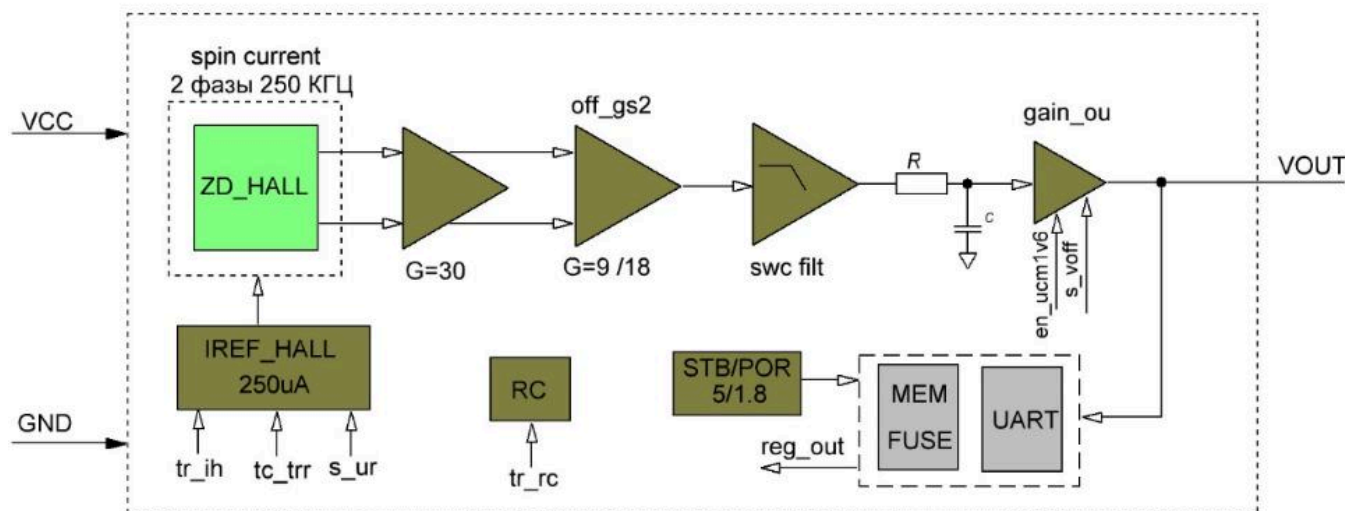 spin current
2 фазы 250 КГЦ
off_gs2
gain_ou
VCC
R
VOUT
ZD_HALL
c
G=30
G=9 /18
swc filt
en_ucm1v6
s_voff
IREF_HALL
250uA
RC
STB/POR
5/1.8
MEM
FUSE
UART
GND
reg_out
tr_ih
tc_trr
s_ur
tr_rc